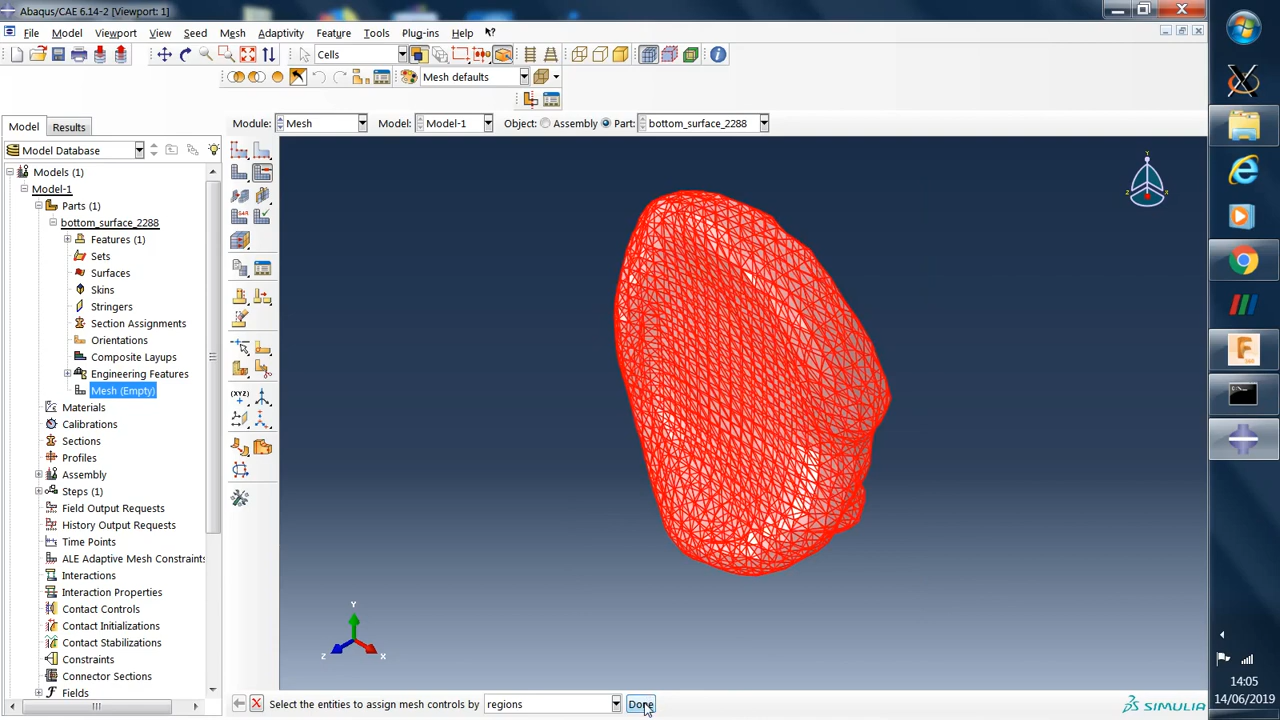 Abaqus/CAE 6.14-2 [Viewport: 1]
File Model Viewport View Seed Mesh Adaptivity Feature Tools Plug-ins Help
Cells
Mesh defaults
Model Results
Module: Mesh Model: Model-1 Object: Assembly Part: bottom_surface_2288
Model Database
Models (1)
Model-1
Parts (1)
bottom_surface_2288
Features (1)
Sets
Surfaces
Skins
Stringers
Section Assignments
Orientations
Composite Layups
Engineering Features
Mesh (Empty)
Materials
Calibrations
Sections
Profiles
Assembly
Steps (1)
Field Output Requests
History Output Requests
Time Points
ALE Adaptive Mesh Constraints
Interactions
Interaction Properties
Contact Controls
Contact Initializations
Contact Stabilizations
Constraints
Connector Sections
Fields
Y
Z
X
Y
Z
X
(XYZ)
Select the entities to assign mesh controls by regions Done
SIMULIA
14:05
14/06/2019